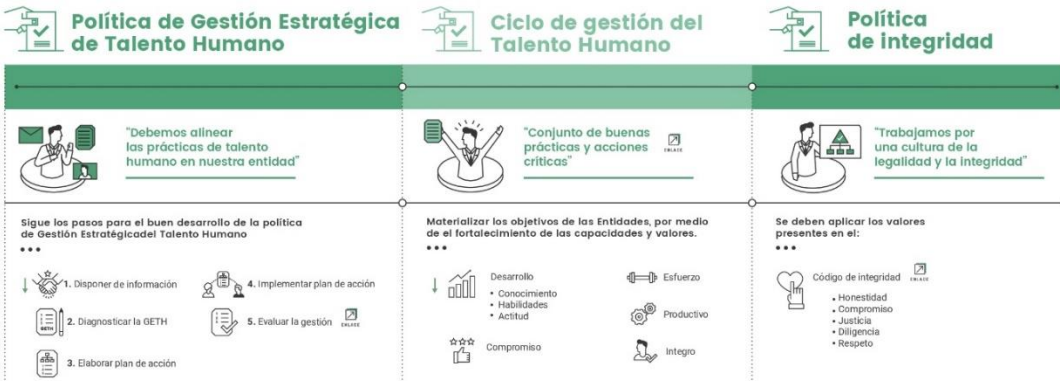 Política de Gestión Estratégica
de Talento Humano
Ciclo de gestión del
Talento Humano
Política
de integridad
"Debemos alinear
las prácticas de talento
humano en nuestra entidad"
"Conjunto de buenas
prácticas y acciones
críticas"
ENLACE
"Trabajamos por
una cultura de la
legalidad y la integridad"
Sigue los pasos para el buen desarrollo de la política
de Gestión Estratégicadel Talento Humano
1. Disponer de información
2. Diagnosticar la GETH
GETH
3. Elaborar plan de acción
4. Implementar plan de acción
5. Evaluar la gestión
ENLACE
Materializar los objetivos de las Entidades, por medio
de el fortalecimiento de las capacidades y valores.
Desarrollo
• Conocimiento
• Habilidades
• Actitud
Compromiso
Esfuerzo
Productivo
Integro
Se deben aplicar los valores
presentes en el:
Código de integridad
ENLACE
• Honestidad
• Compromiso
• Justicia
• Diligencia
• Respeto